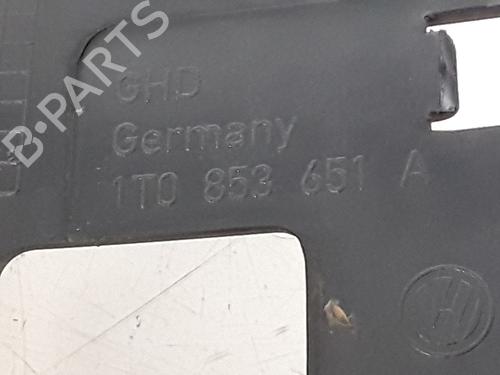 B-PARTS
GHD
Germany
1T0 853 651 A